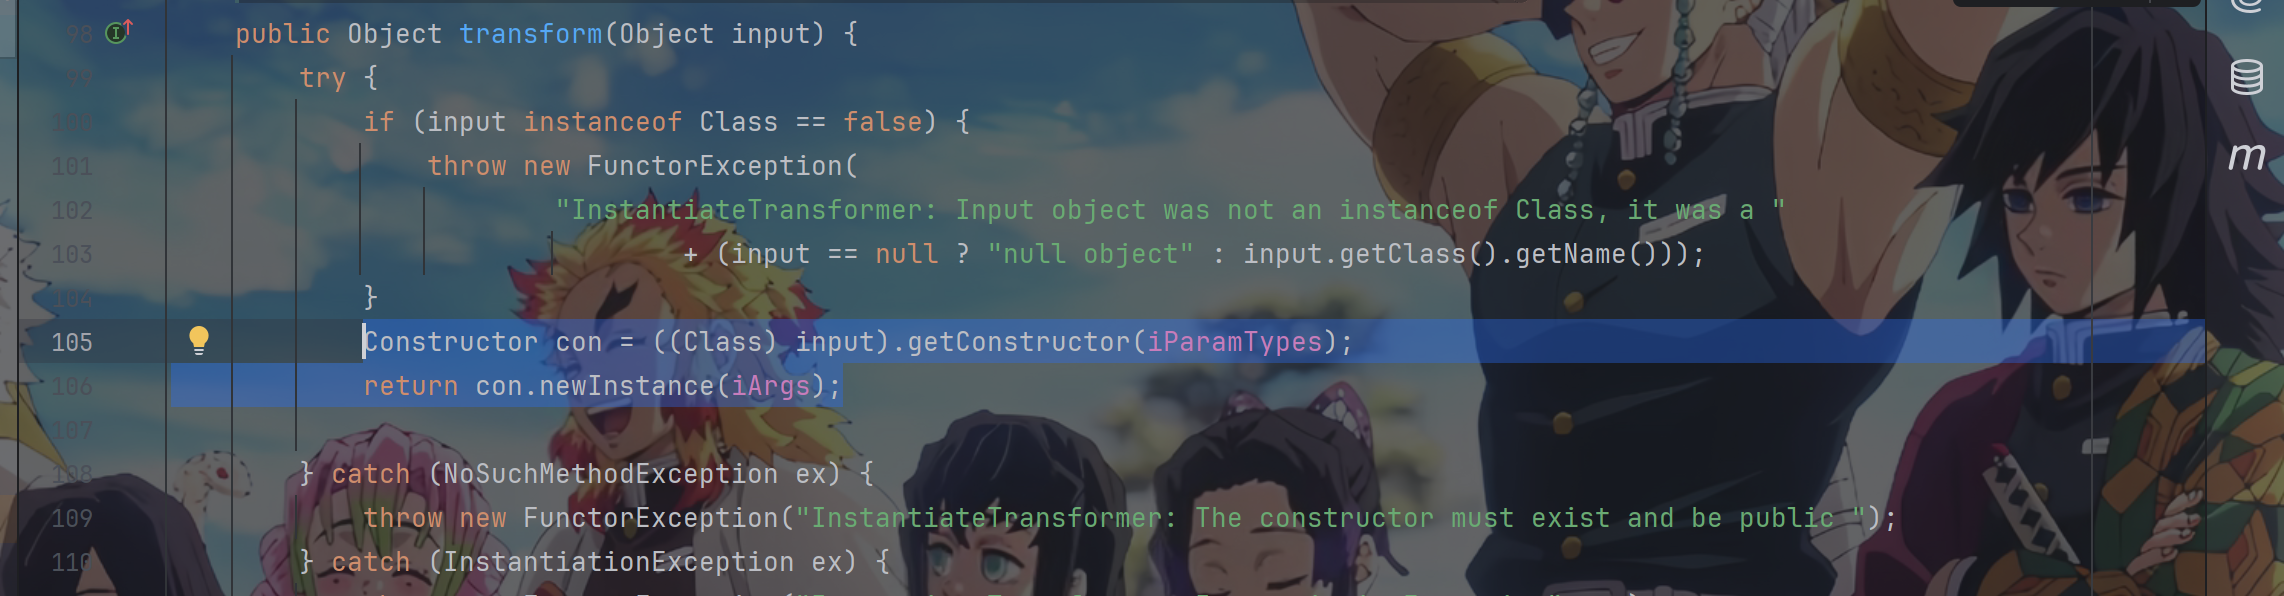 98 public Object transform(Object input) {
99 try {
100 if (input instanceof Class == false) {
101 throw new FunctorException(
102 "InstantiateTransformer: Input object was not an instanceof Class, it was a "
103 + (input == null ? "null object" : input.getClass().getName()));
104 }
105 Constructor con = ((Class) input).getConstructor(iParamTypes);
106 return con.newInstance(iArgs);
107
108 } catch (NoSuchMethodException ex) {
109 throw new FunctorException("InstantiateTransformer: The constructor must exist and be public ");
110 } catch (InstantiationException ex) {
m